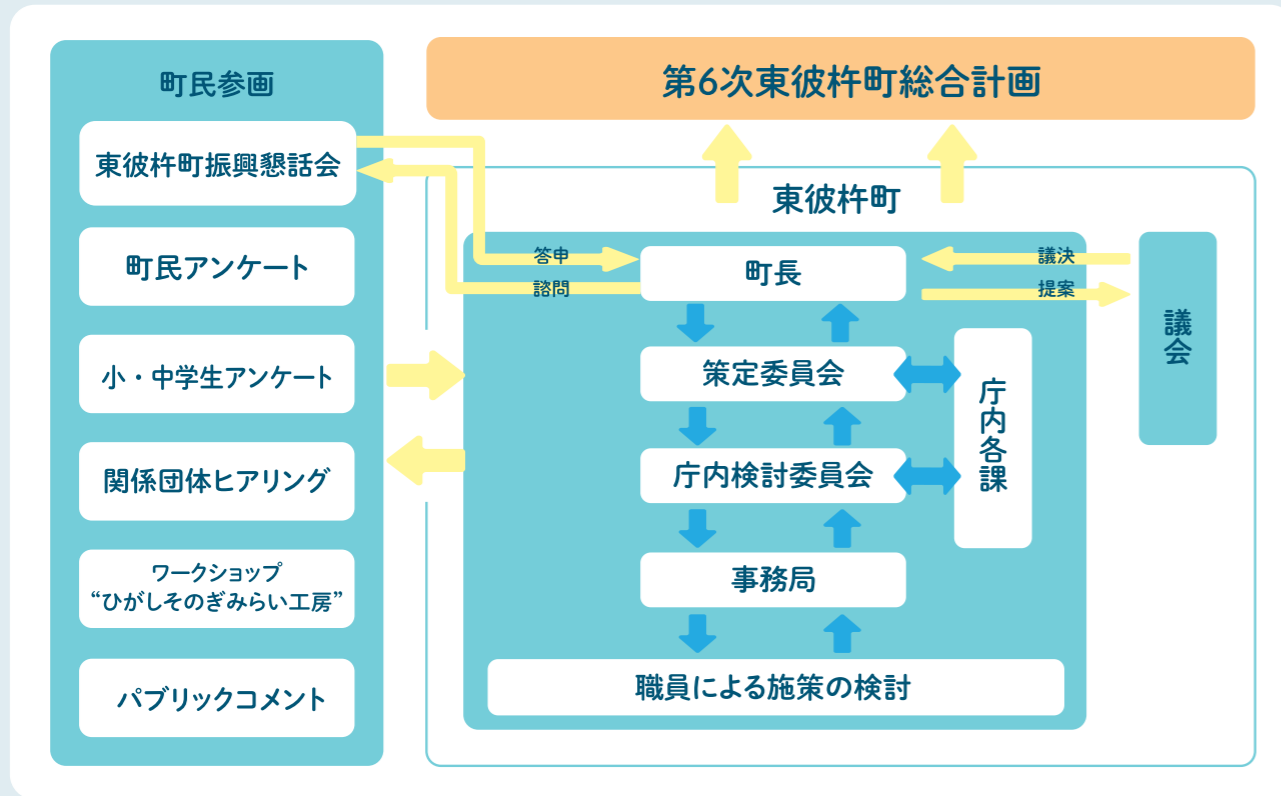 町民参画
東彼杵町振興懇話会
町民アンケート
小・中学生アンケート
関係団体ヒアリング
ワークショップ
“ひがしそのぎみらい工房”
パブリックコメント
第6次東彼杵町総合計画
東彼杵町
答申
諮問
町長
議決
提案
議会
策定委員会
庁内各課
庁内検討委員会
事務局
職員による施策の検討